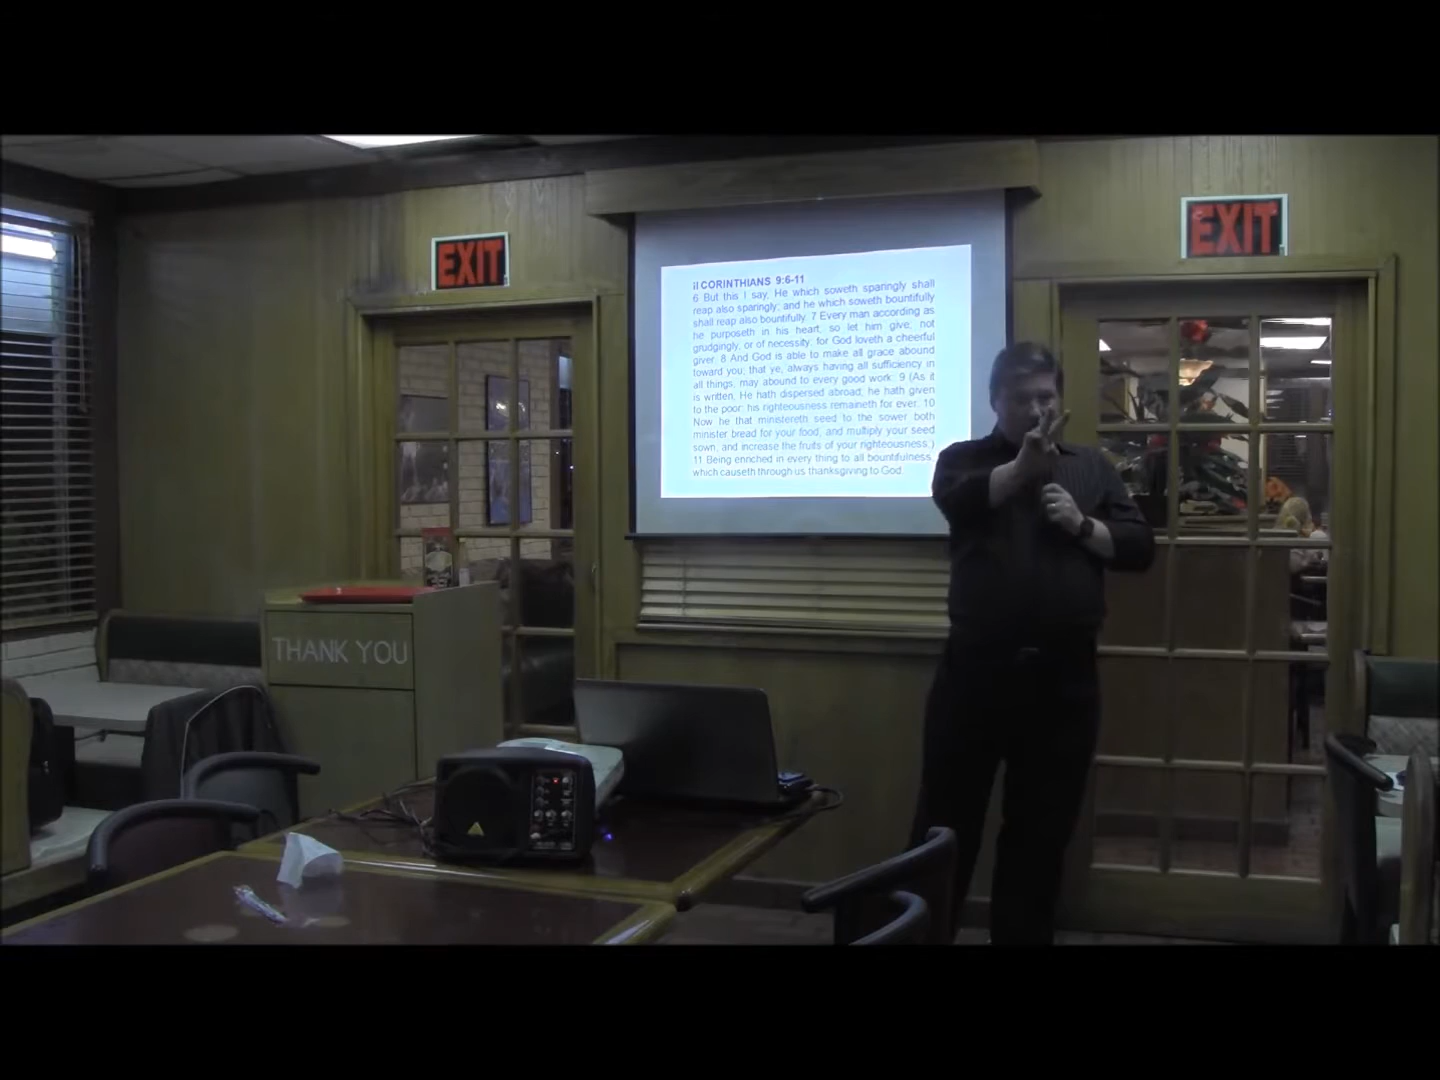 EXIT
EXIT
II CORINTHIANS 9:6-11
6 But this I say, He which soweth sparingly shall
reap also sparingly; and he which soweth bountifully
shall reap also bountifully. 7 Every man according as
he purposeth in his heart, so let him give; not
grudgingly, or of necessity: for God loveth a cheerful
giver. 8 And God is able to make all grace abound
toward you; that ye, always having all sufficiency in
all things, may abound to every good work: 9 (As it
is written, He hath dispersed abroad; he hath given
to the poor: his righteousness remaineth for ever. 10
Now he that ministereth seed to the sower both
minister bread for your food, and multiply your seed
sown, and increase the fruits of your righteousness;)
11 Being enriched in every thing to all bountifulness,
which causeth through us thanksgiving to God.
THANK YOU